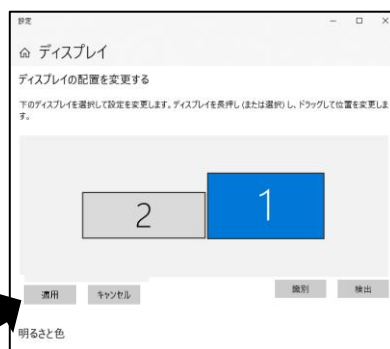 設定
ディスプレイ
ディスプレイの配置を変更する
下のディスプレイを選択して設定を変更します。ディスプレイを長押し (または選択) し、ドラッグして位置を変更しま
す。
2 1
適用 キャンセル 識別 検出
明るさと色